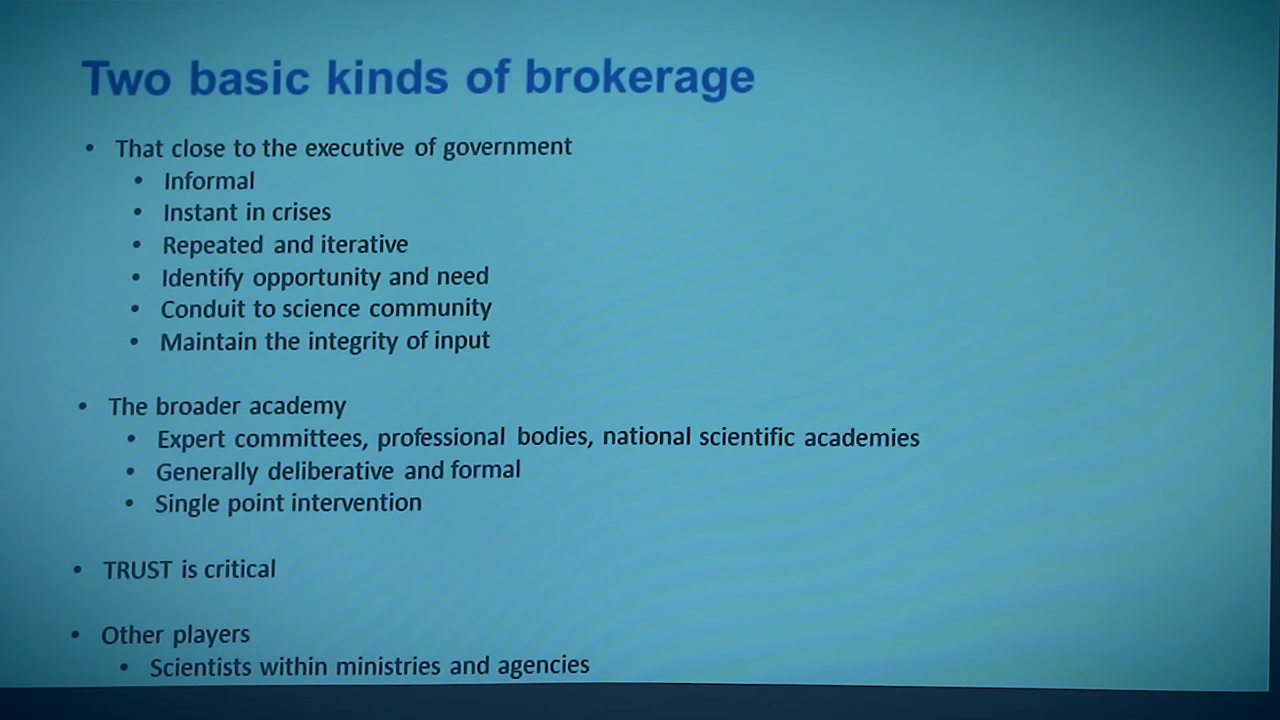 Two basic kinds of brokerage
• That close to the executive of government
• Informal
• Instant in crises
• Repeated and iterative
• Identify opportunity and need
• Conduit to science community
• Maintain the integrity of input
• The broader academy
• Expert committees, professional bodies, national scientific academies
• Generally deliberative and formal
• Single point intervention
• TRUST is critical
• Other players
• Scientists within ministries and agencies